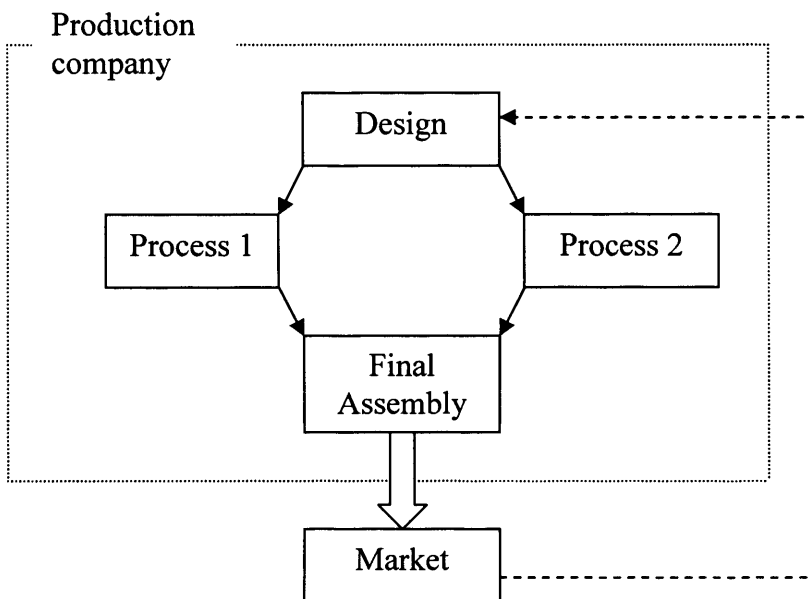 Production
company
Design
Process 1
Process 2
Final
Assembly
Market